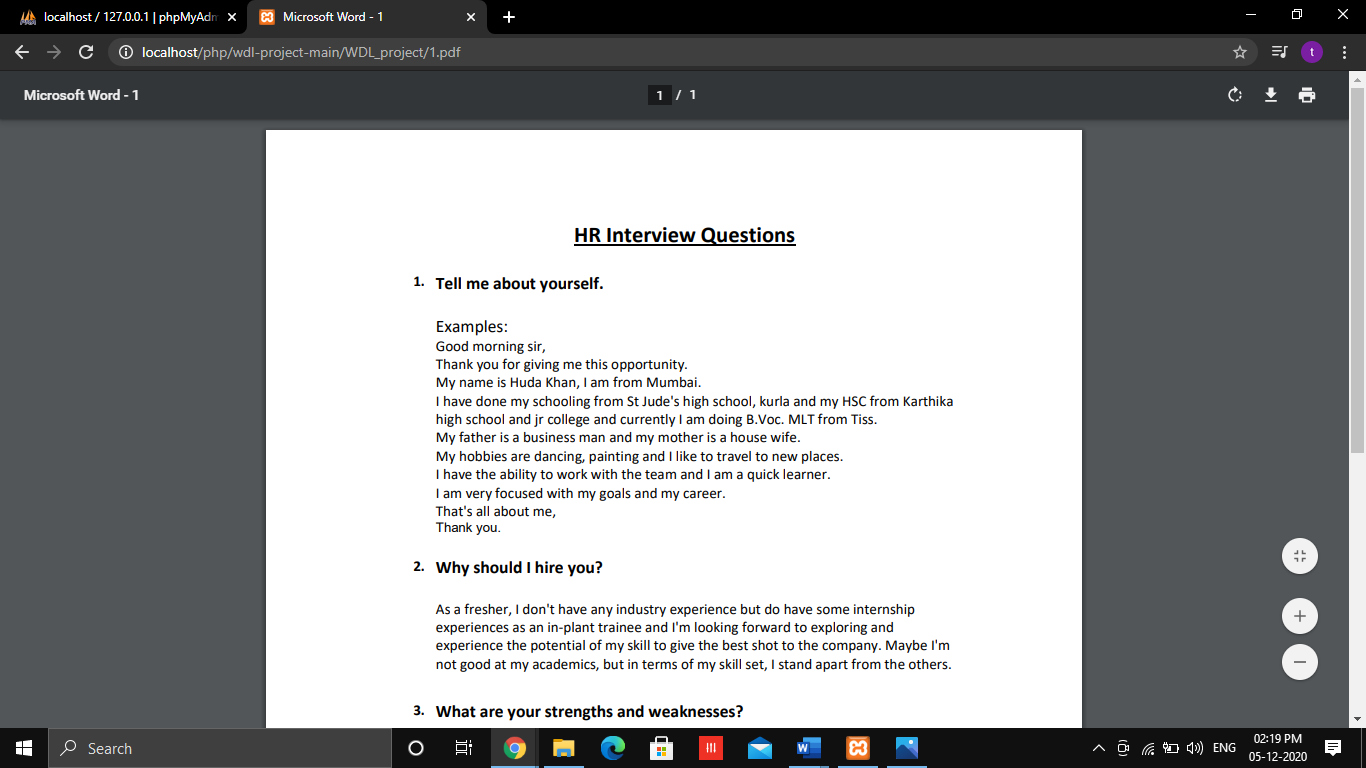 localhost / 127.0.0.1 | phpMyAdm
Microsoft Word - 1
localhost/php/wdl-project-main/WDL_project/1.pdf
t
Microsoft Word - 1
1 / 1
HR Interview Questions
1. Tell me about yourself.
Examples:
Good morning sir,
Thank you for giving me this opportunity.
My name is Huda Khan, I am from Mumbai.
I have done my schooling from St Jude's high school, kurla and my HSC from Karthika
high school and jr college and currently I am doing B.Voc. MLT from Tiss.
My father is a business man and my mother is a house wife.
My hobbies are dancing, painting and I like to travel to new places.
I have the ability to work with the team and I am a quick learner.
I am very focused with my goals and my career.
That's all about me,
Thank you.
2. Why should I hire you?
As a fresher, I don't have any industry experience but do have some internship
experiences as an in-plant trainee and I'm looking forward to exploring and
experience the potential of my skill to give the best shot to the company. Maybe I'm
not good at my academics, but in terms of my skill set, I stand apart from the others.
3. What are your strengths and weaknesses?
Search
ENG
02:19 PM
05-12-2020